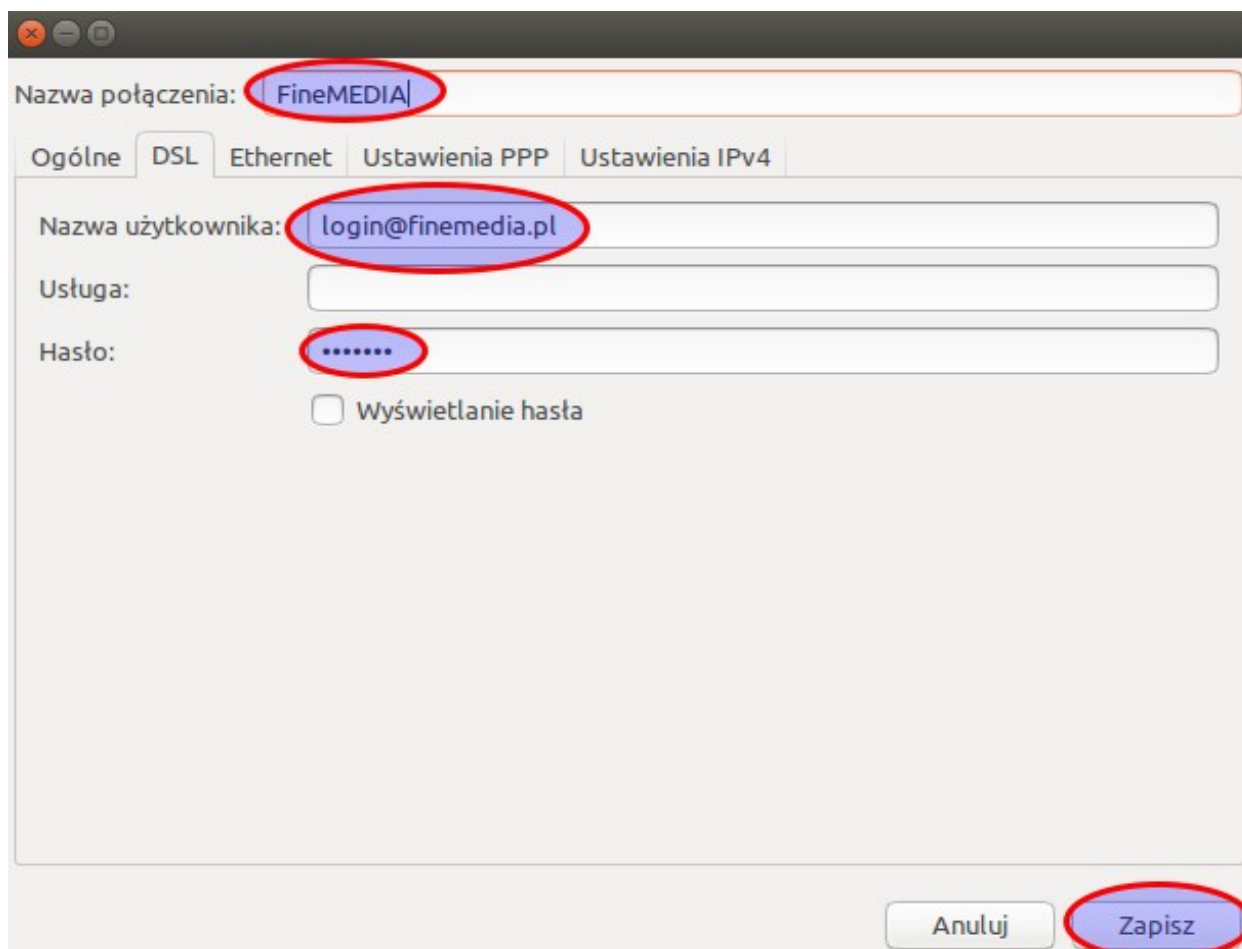 Nazwa połączenia: FineMEDIA
Ogólne DSL Ethernet Ustawienia PPP Ustawienia IPv4
Nazwa użytkownika: login@finemedia.pl
Usługa:
Hasło: •••••••
Wyświetlanie hasła
Anuluj Zapisz